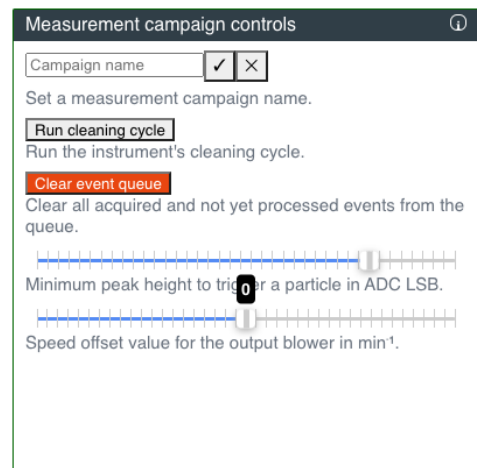 Measurement campaign controls
Campaign name ✓ ×
Set a measurement campaign name.
Run cleaning cycle
Run the instrument's cleaning cycle.
Clear event queue
Clear all acquired and not yet processed events from the
queue.
Minimum peak height to trigger a particle in ADC LSB.
0
Speed offset value for the output blower in min⁻¹.